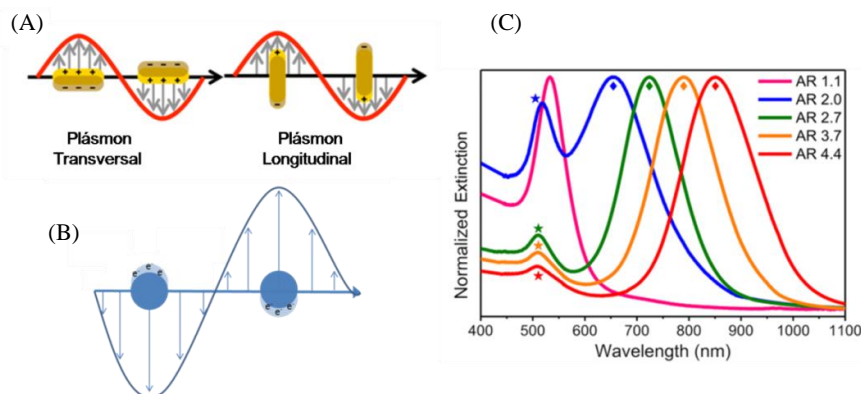 (A)
(C)
+ + + +
- - - -
- - - -
+ + + +
+
-
-
+
Plásmon
Transversal
Plásmon
Longitudinal
(B)
e⁻ e⁻ e⁻
e⁻ e⁻ e⁻
AR 1.1
AR 2.0
AR 2.7
AR 3.7
AR 4.4
Normalized Extinction
400 500 600 700 800 900 1000 1100
Wavelength (nm)